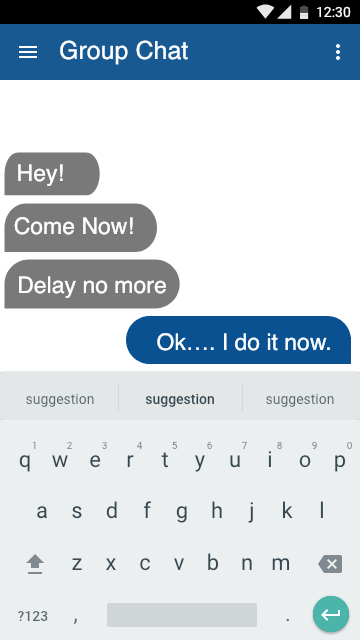 12:30
Group Chat
Hey!
Come Now!
Delay no more
Ok.... I do it now.
suggestion suggestion suggestion
1 2 3 4 5 6 7 8 9 0
q w e r t y u i o p
a s d f g h j k l
z x c v b n m
?123 , .